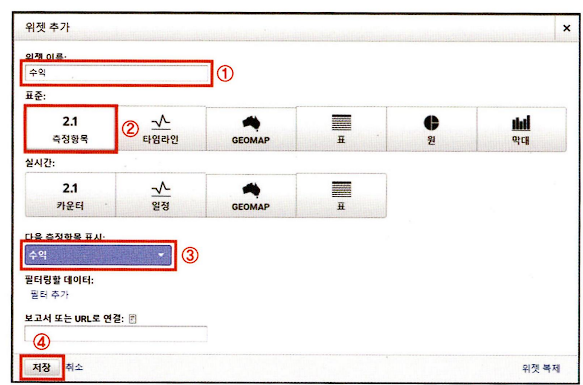 위젯 추가 ×
위젯 이름:
수익 ①
표준:
2.1 측정항목 ② 타임라인 GEOMAP 표 원 막대
실시간:
2.1 카운터 일정 GEOMAP 표
다음 측정항목 표시:
수익 ③
필터링할 데이터:
필터 추가
보고서 또는 URL로 연결:
④
저장 취소 위젯 복제